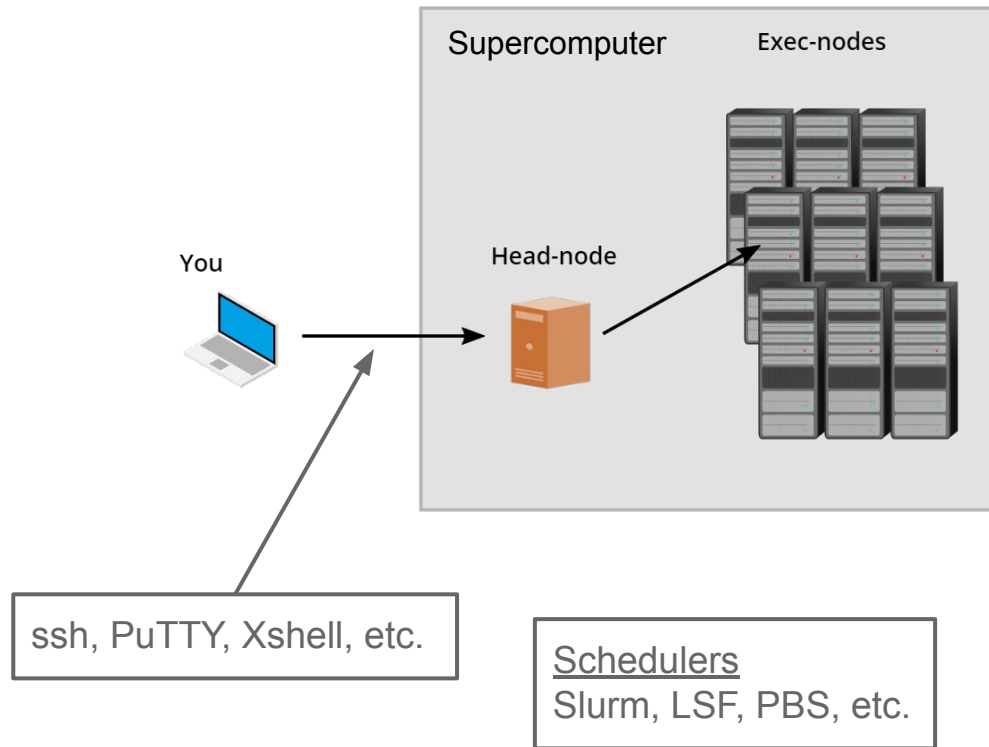 Supercomputer
Exec-nodes
You
Head-node
ssh, PuTTY, Xshell, etc.
Schedulers
Slurm, LSF, PBS, etc.